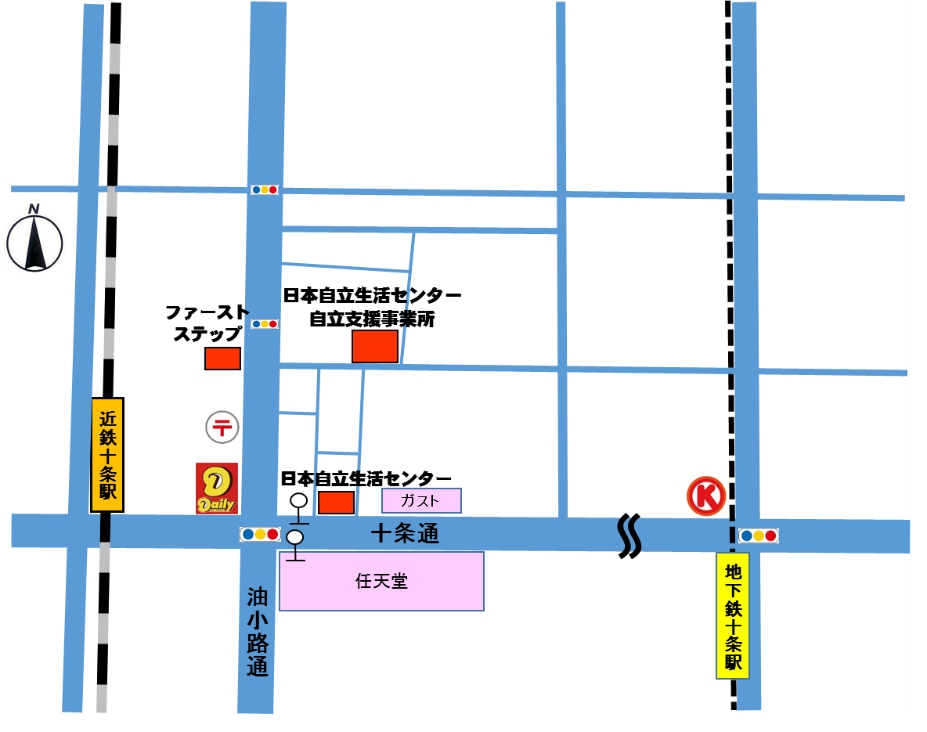 N
日本自立生活センター
自立支援事業所
ファースト
ステップ
近鉄十条駅
〒
D
Daily
日本自立生活センター
ガスト
K
十条通
任天堂
油小路通
地下鉄十条駅